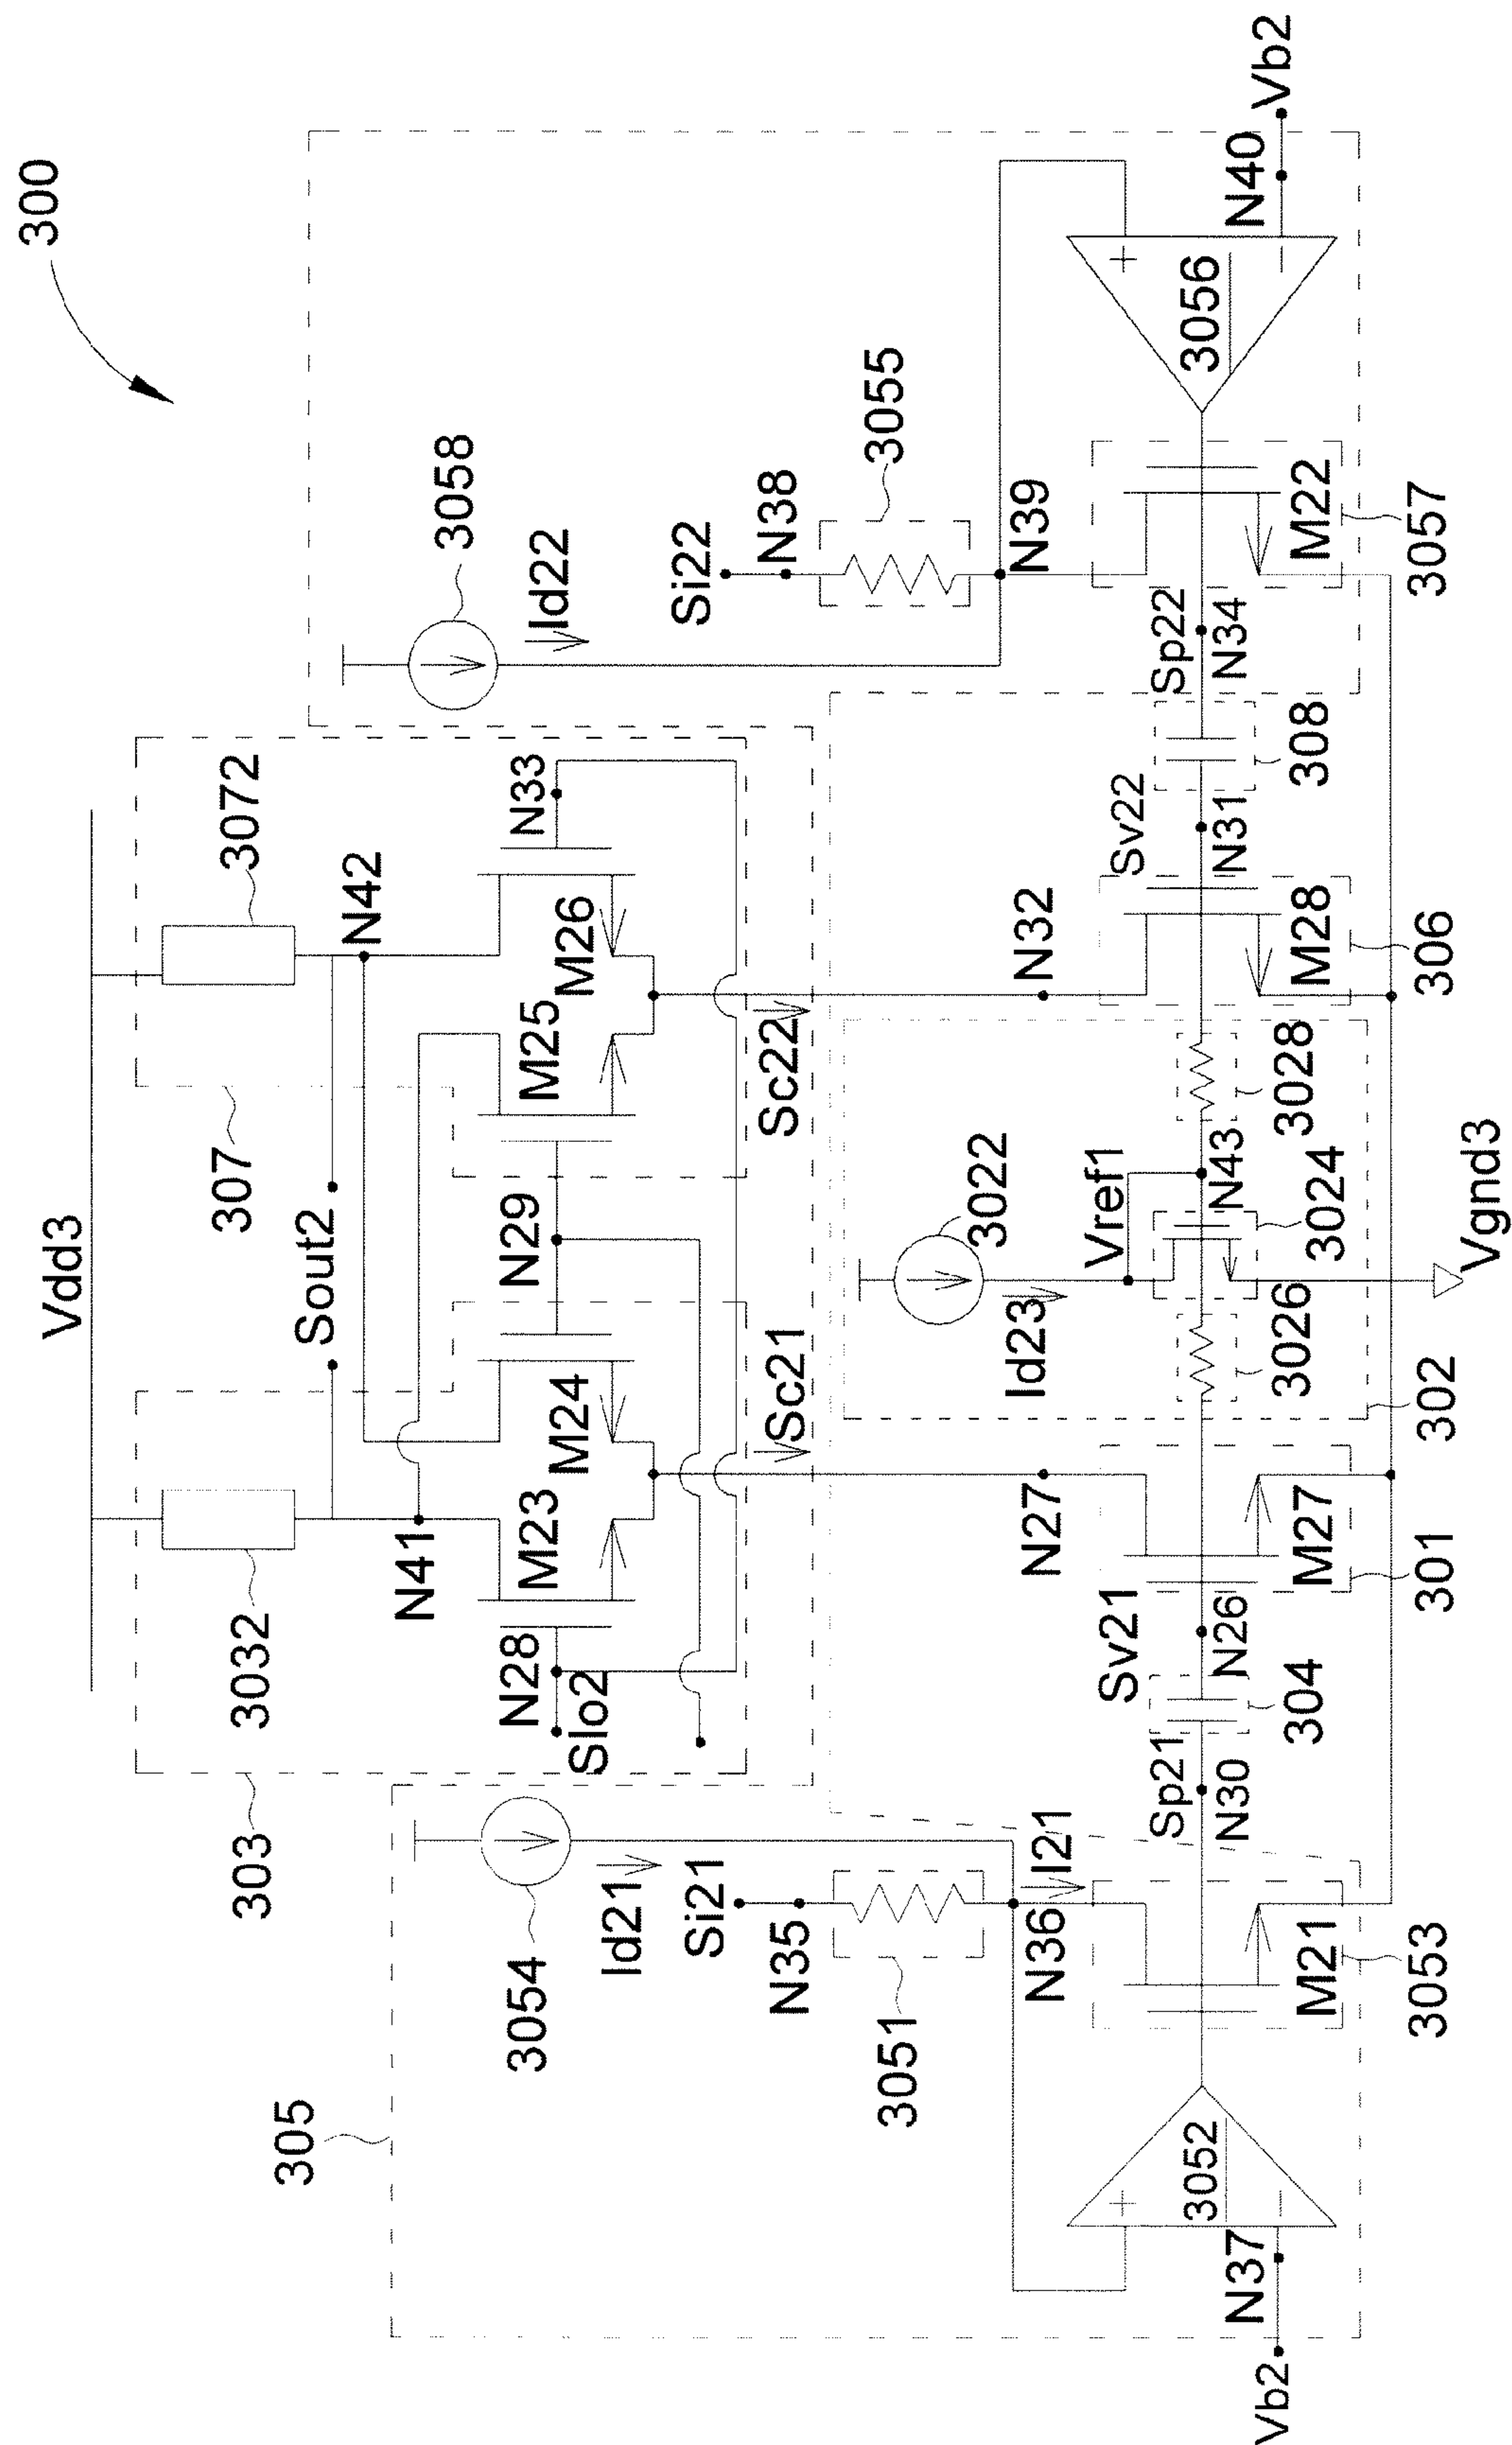 300
Vdd3
3032
3072
303
307
Sout2
N41
N42
M23
M24
M25
M26
N28
Slo2
N29
N33
Sc21
Sc22
305
3054
Id21
Si21
N35
3051
N36
I21
3058
Id22
Si22
N38
3055
N39
N27
N32
3022
Id23
Vref1
N43
Vb2
N37
+
3052
−
M21
3053
Sp21
N30
304
Sv21
N26
M27
301
3026
302
3024
3028
Vgnd3
M28
306
Sv22
N31
308
Sp22
N34
M22
3057
+
3056
−
N40
Vb2